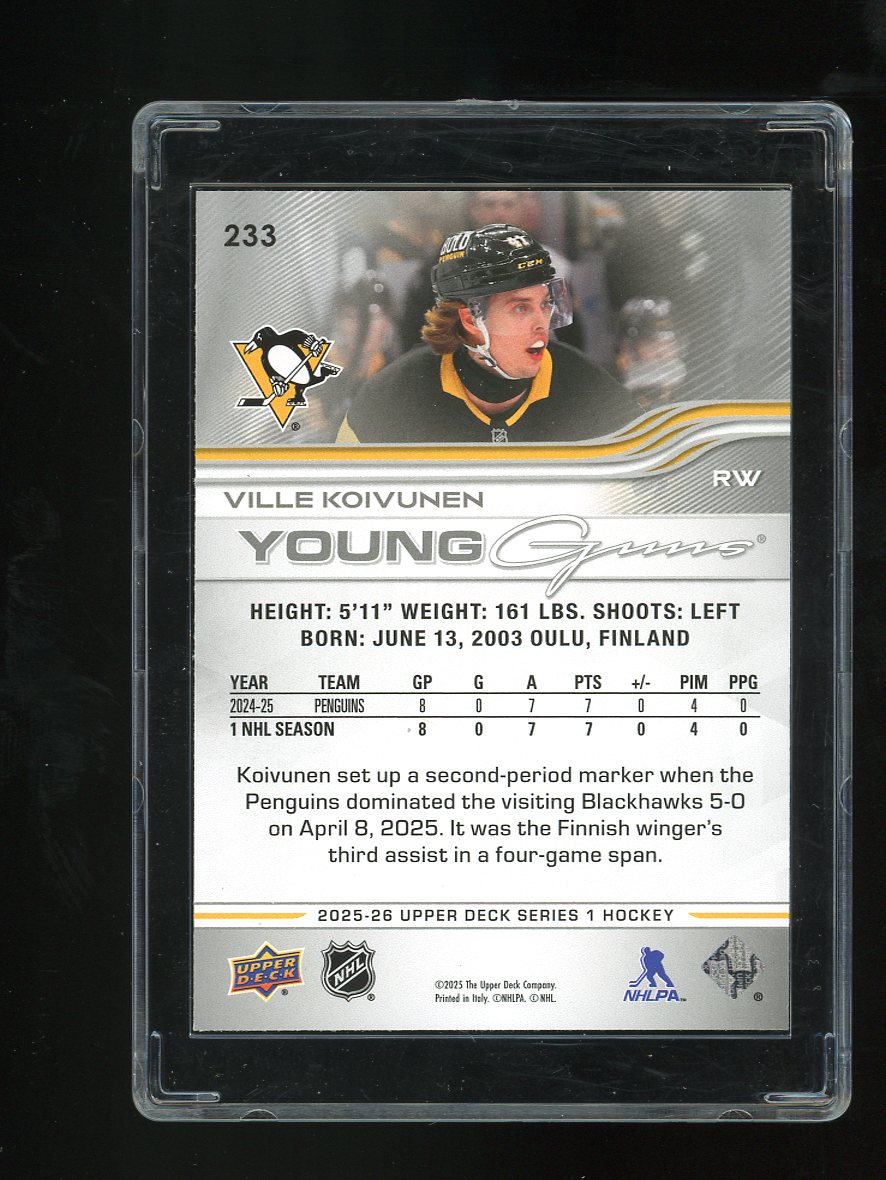 233
GOLD
PENGUIN
CCM
®
RW
VILLE KOIVUNEN
YOUNG Guns®
HEIGHT: 5'11" WEIGHT: 161 LBS. SHOOTS: LEFT
BORN: JUNE 13, 2003 OULU, FINLAND
YEAR TEAM GP G A PTS +/- PIM PPG
2024-25 PENGUINS 8 0 7 7 0 4 0
1 NHL SEASON 8 0 7 7 0 4 0
Koivunen set up a second-period marker when the
Penguins dominated the visiting Blackhawks 5-0
on April 8, 2025. It was the Finnish winger's
third assist in a four-game span.
2025-26 UPPER DECK SERIES 1 HOCKEY
UPPER
D·E·C·K ®
NHL ®
©2025 The Upper Deck Company.
Printed in Italy. ©NHLPA. ©NHL.
NHLPA™
®